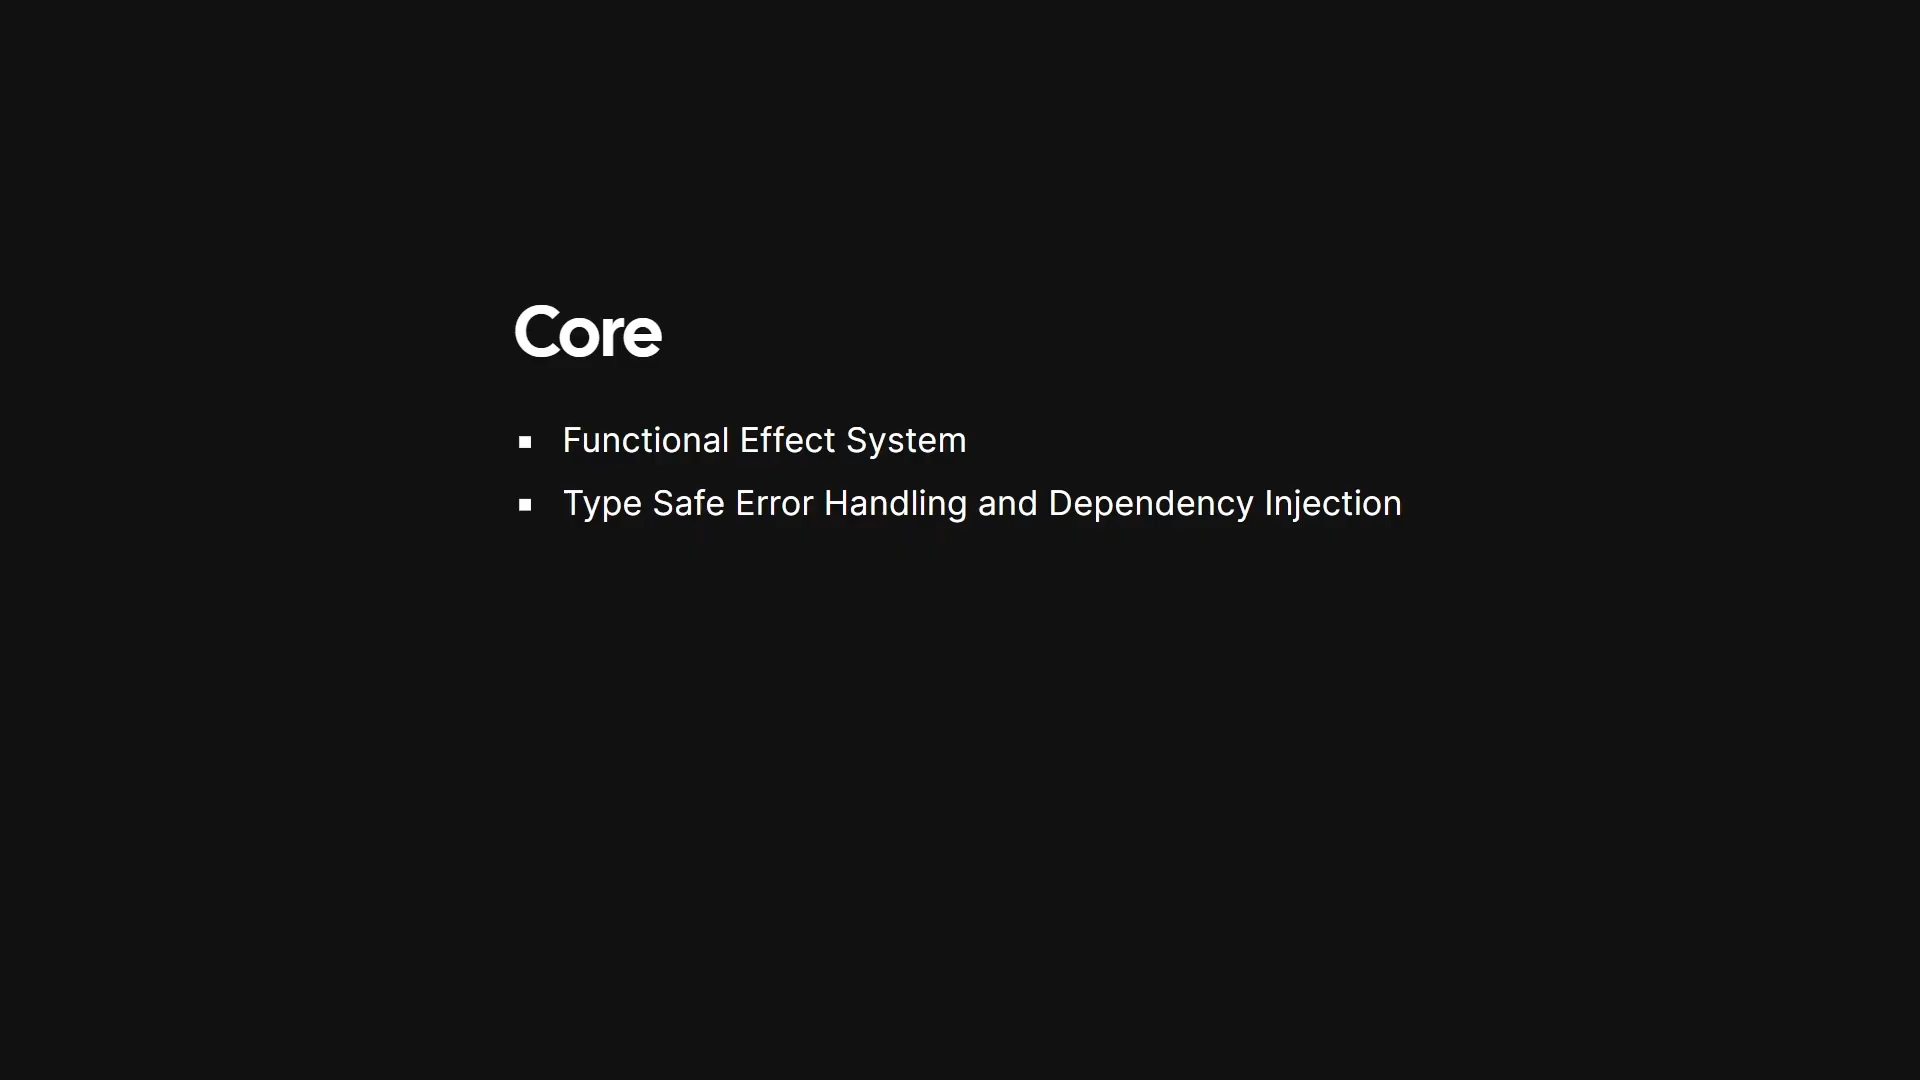 Core
▪ Functional Effect System
▪ Type Safe Error Handling and Dependency Injection